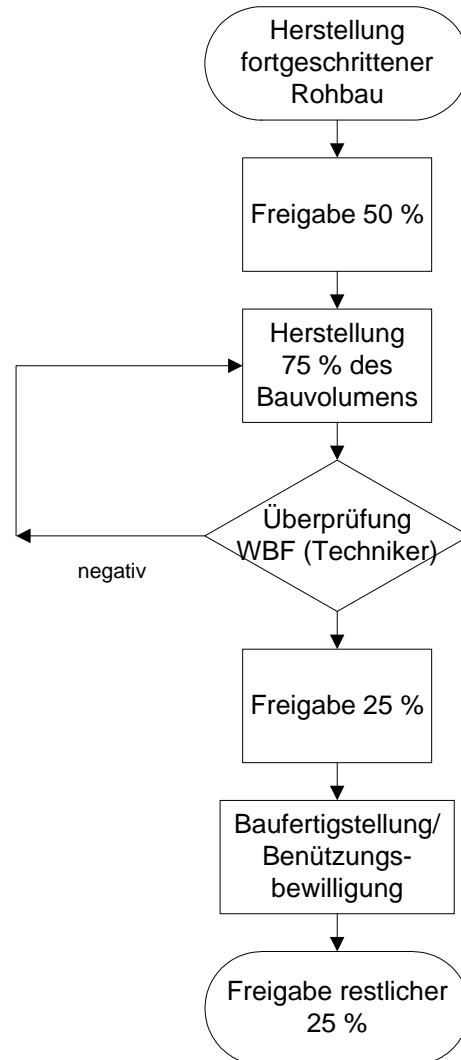 Herstellung
fortgeschrittener
Rohbau
Freigabe 50 %
Herstellung
75 % des
Bauvolumens
Überprüfung
WBF (Techniker)
negativ
Freigabe 25 %
Baufertigstellung/
Benützungs-
bewilligung
Freigabe restlicher
25 %